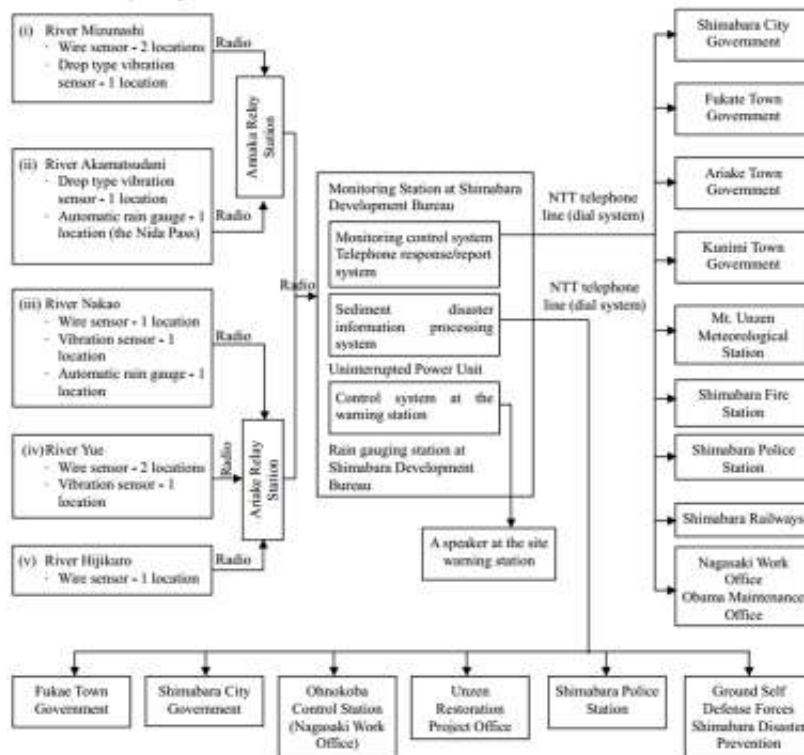 (i) River Mizunashi
· Wire sensor - 2 locations
· Drop type vibration
sensor - 1 location
Radio
Annaka Relay
Station
(ii) River Akamatsudani
· Drop type vibration
sensor - 1 location
· Automatic rain gauge - 1
location (the Nida Pass)
Radio
(iii) River Nakao
· Wire sensor - 1 location
· Vibration sensor - 1
location
· Automatic rain gauge - 1
location
Radio
(iv) River Yue
· Wire sensor - 2 locations
· Vibration sensor - 1
location
Radio
Ariake Relay
Station
(v) River Hijikuro
· Wire sensor - 1 location
Radio
Radio
Monitoring Station at Shimabara
Development Bureau
Monitoring control system
Telephone response/report
system
Sediment disaster
information processing
system
Uninterrupted Power Unit
Control system at the
warning station
Rain gauging station at
Shimabara Development
Bureau
A speaker at the site
warning station
NTT telephone
line (dial system)
NTT telephone
line (dial system)
Shimabara City
Government
Fukate Town
Government
Ariake Town
Government
Kunimi Town
Government
Mt. Unzen
Meteorological
Station
Shimabara Fire
Station
Shimabara Police
Station
Shimabara Railways
Nagasaki Work
Office
Obama Maintenance
Office
Fukae Town
Government
Shimabara City
Government
Ohnokoba
Control Station
(Nagasaki Work
Office)
Unzen
Restoration
Project Office
Shimabara Police
Station
Ground Self
Defense Forces
Shimabara Disaster
Prevention